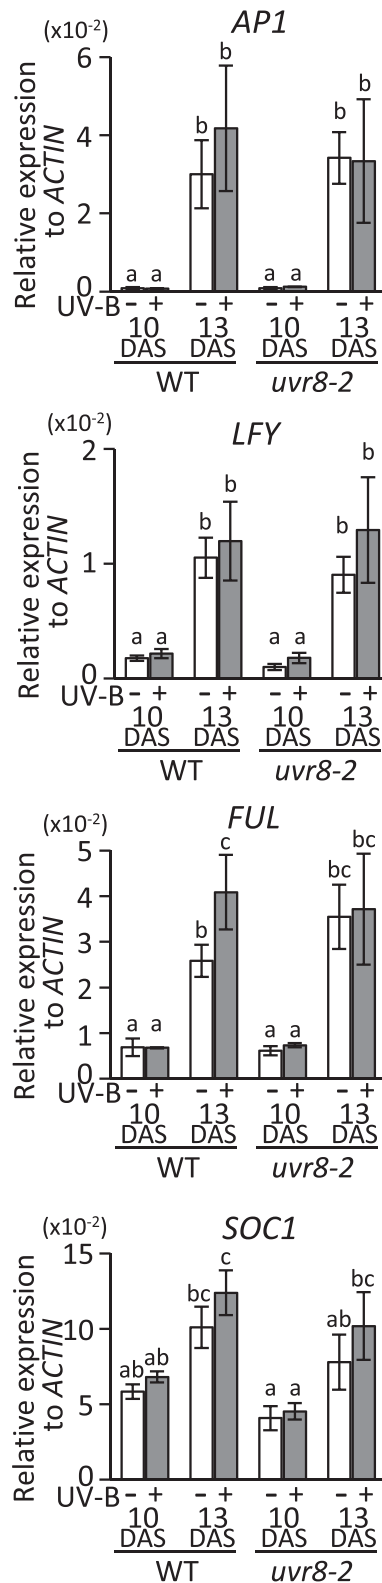 (x10-2) AP1
6
4
2
0
Relative expression
to ACTIN
a a b b a a b b
UV-B - + - + - + - +
10 13 10 13
DAS DAS DAS DAS
WT uvr8-2
(x10-2) LFY
2
1
0
Relative expression
to ACTIN
a a b b a a b b
UV-B - + - + - + - +
10 13 10 13
DAS DAS DAS DAS
WT uvr8-2
(x10-2) FUL
5
4
3
2
1
0
Relative expression
to ACTIN
a a b c a a bc bc
UV-B - + - + - + - +
10 13 10 13
DAS DAS DAS DAS
WT uvr8-2
(x10-2) SOC1
15
10
5
0
Relative expression
to ACTIN
ab ab bc c a a ab bc
UV-B - + - + - + - +
10 13 10 13
DAS DAS DAS DAS
WT uvr8-2